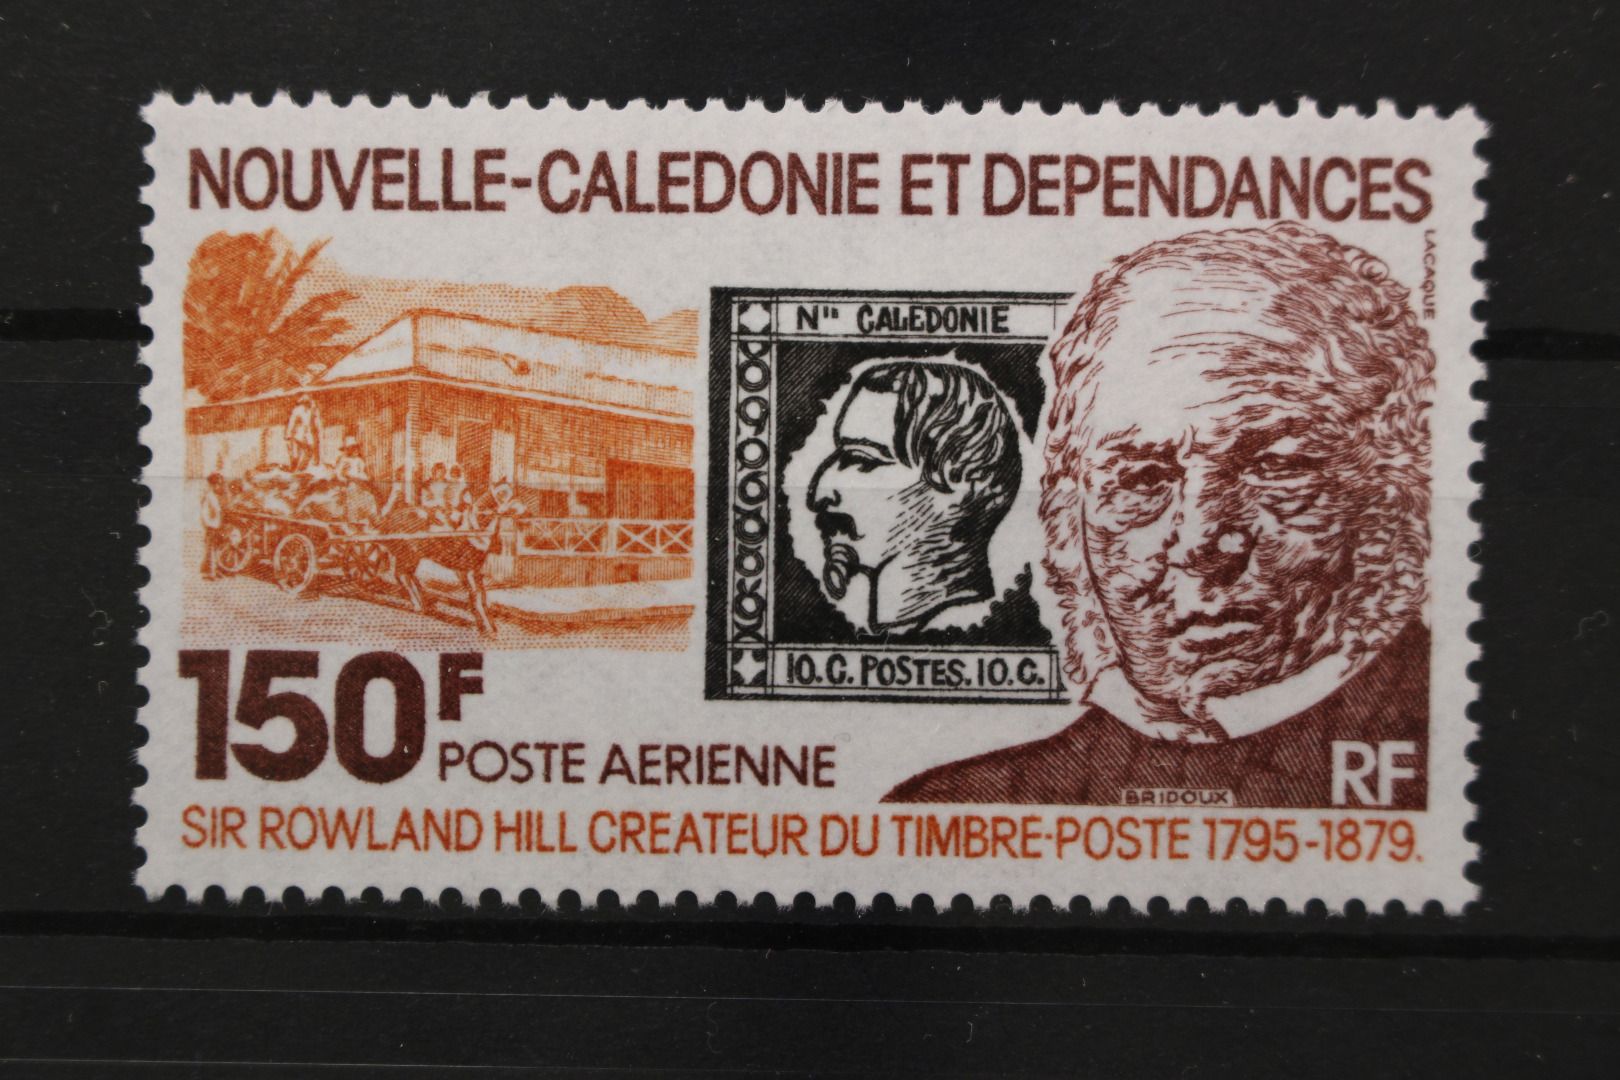 NOUVELLE-CALEDONIE ET DEPENDANCES
LACAQUE
Nlle CALEDONIE
10.C. POSTES. 10.C.
150F
POSTE AERIENNE
BRIDOUX
RF
SIR ROWLAND HILL CREATEUR DU TIMBRE-POSTE 1795-1879.